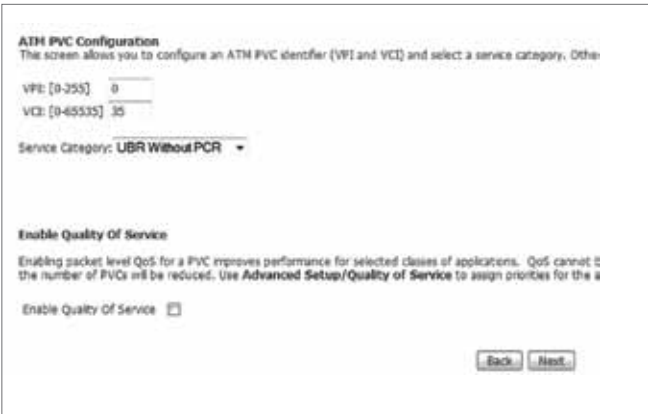 ATM PVC Configuration
This screen allows you to configure an ATM PVC identifier (VPI and VCI) and select a service category. Othe
VPI: [0-255] 0
VCI: [0-65535] 35
Service Category: UBR Without PCR
Enable Quality Of Service
Enabling packet level QoS for a PVC improves performance for selected classes of applications. QoS cannot b
the number of PVCs will be reduced. Use Advanced Setup/Quality of Service to assign priorities for the a
Enable Quality Of Service
Back Next